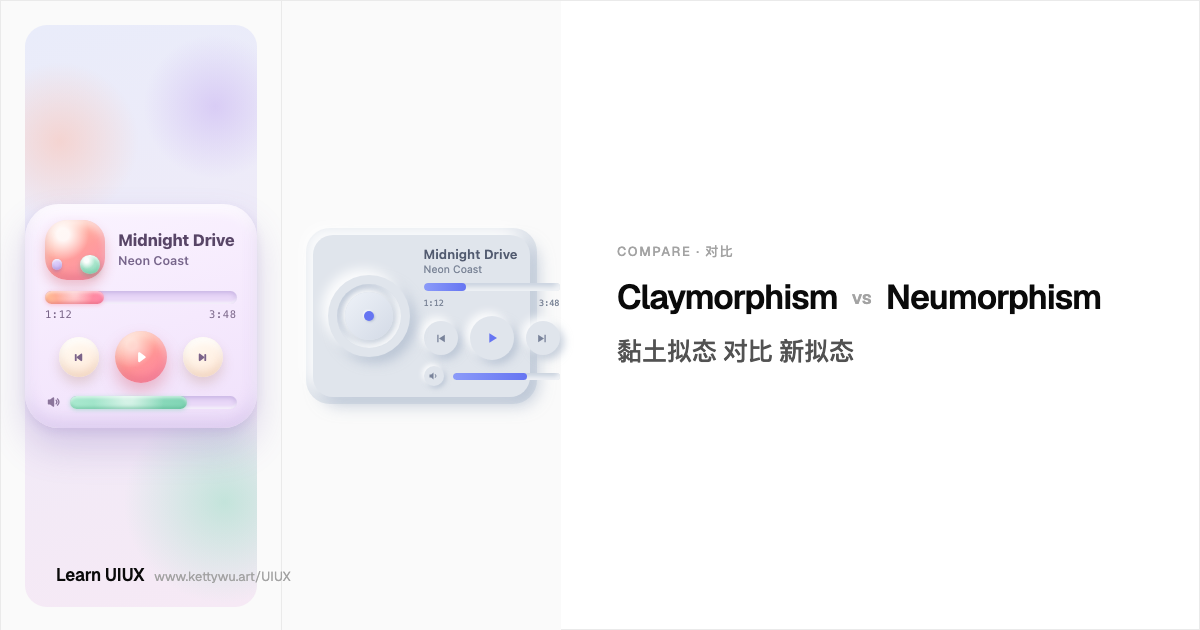 Midnight Drive
Neon Coast
1:12 3:48
Midnight Drive
Neon Coast
1:12 3:48
COMPARE · 对比
Claymorphism vs Neumorphism
黏土拟态 对比 新拟态
Learn UIUX www.kettywu.art/UIUX